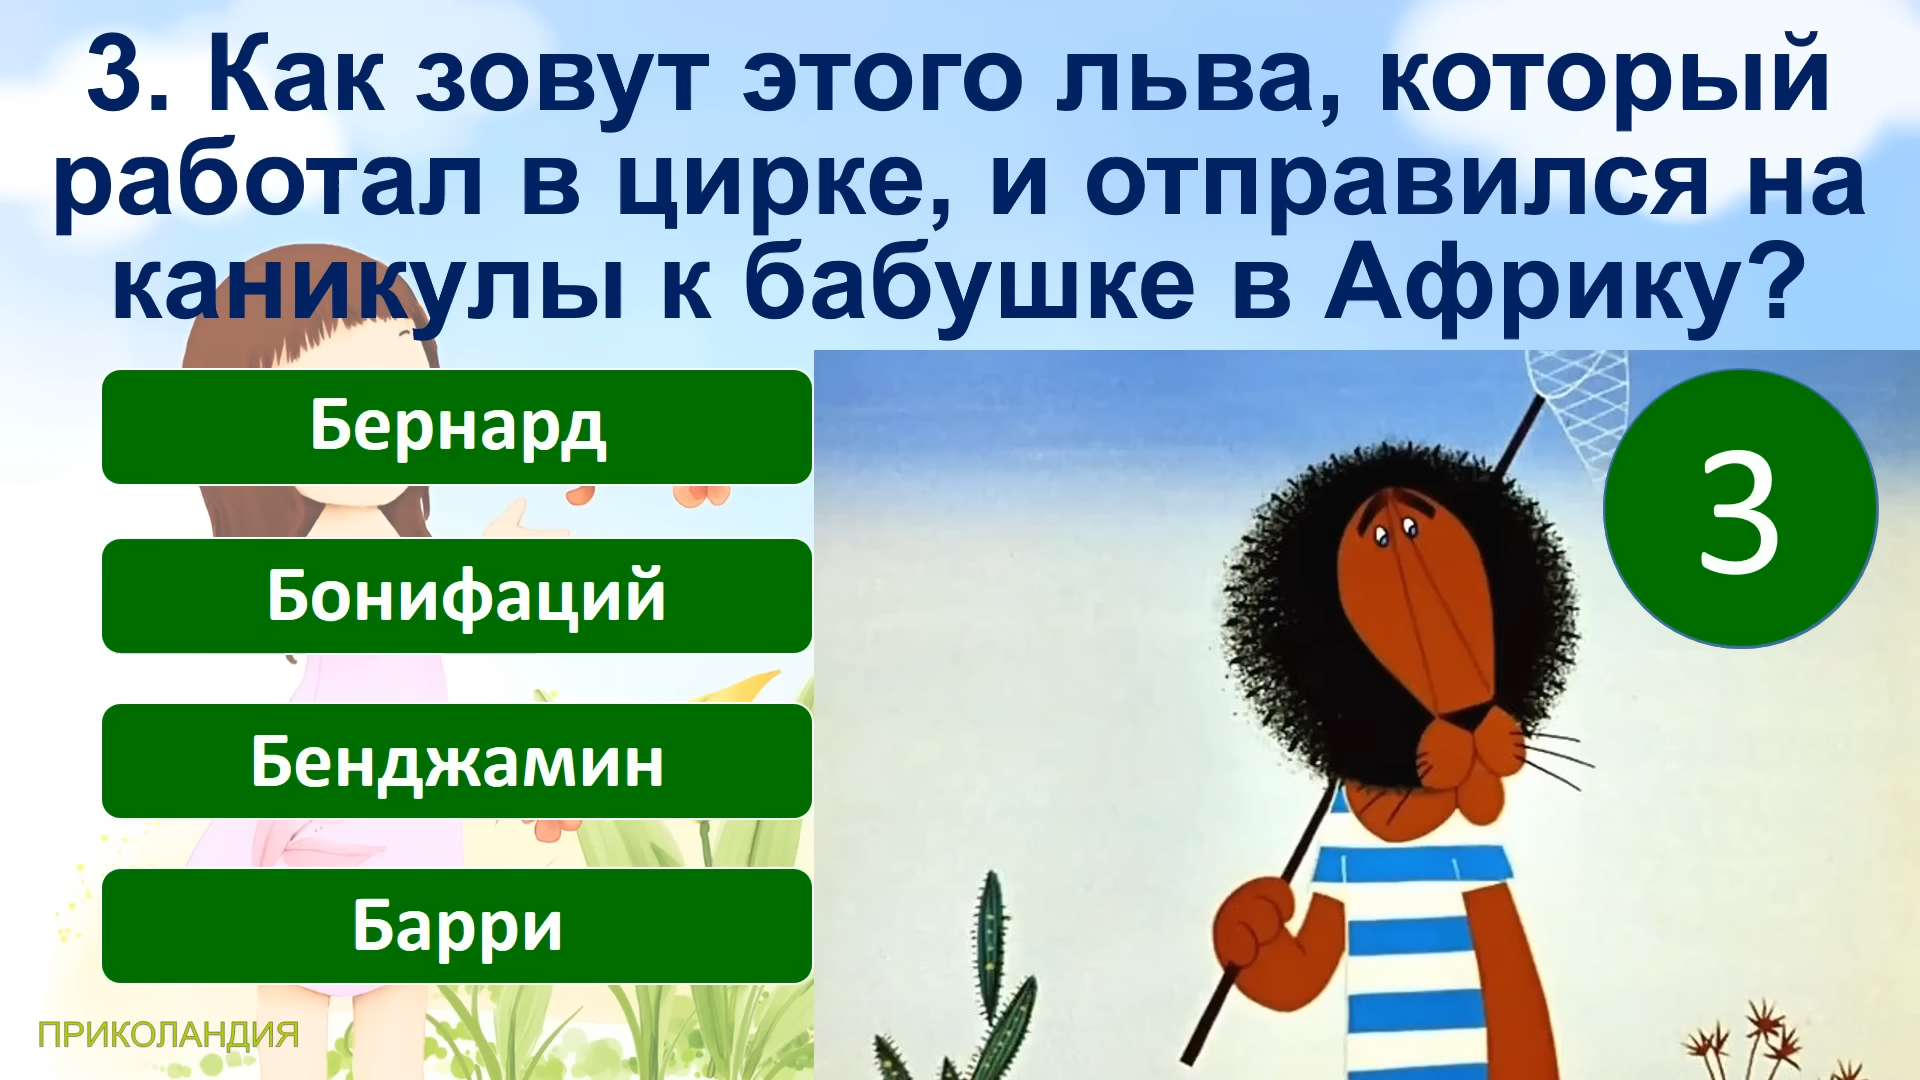 3. Как зовут этого льва, который
работал в цирке, и отправился на
каникулы к бабушке в Африку?
Бернард
Бонифаций
Бенджамин
Барри
3
ПРИКОЛАНДИЯ